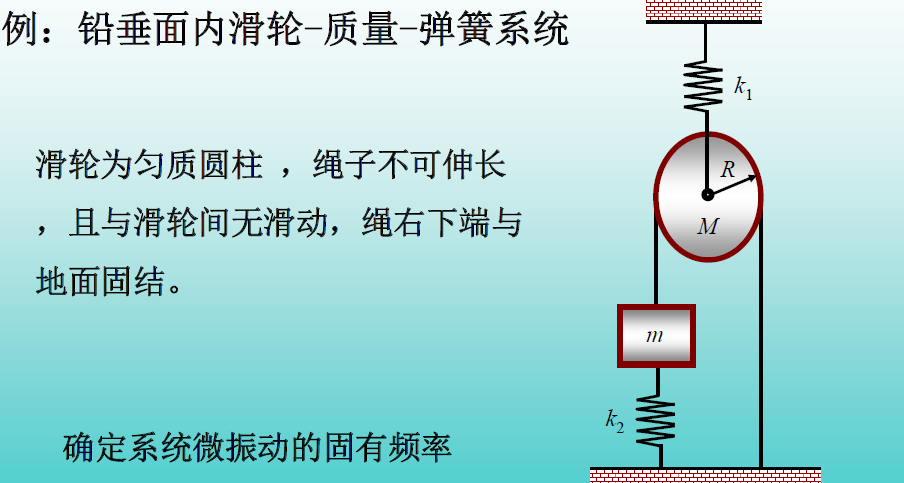 例：铅垂面内滑轮-质量-弹簧系统
k1
滑轮为匀质圆柱 ，绳子不可伸长
R
，且与滑轮间无滑动，绳右下端与
M
地面固结。
m
k2
确定系统微振动的固有频率